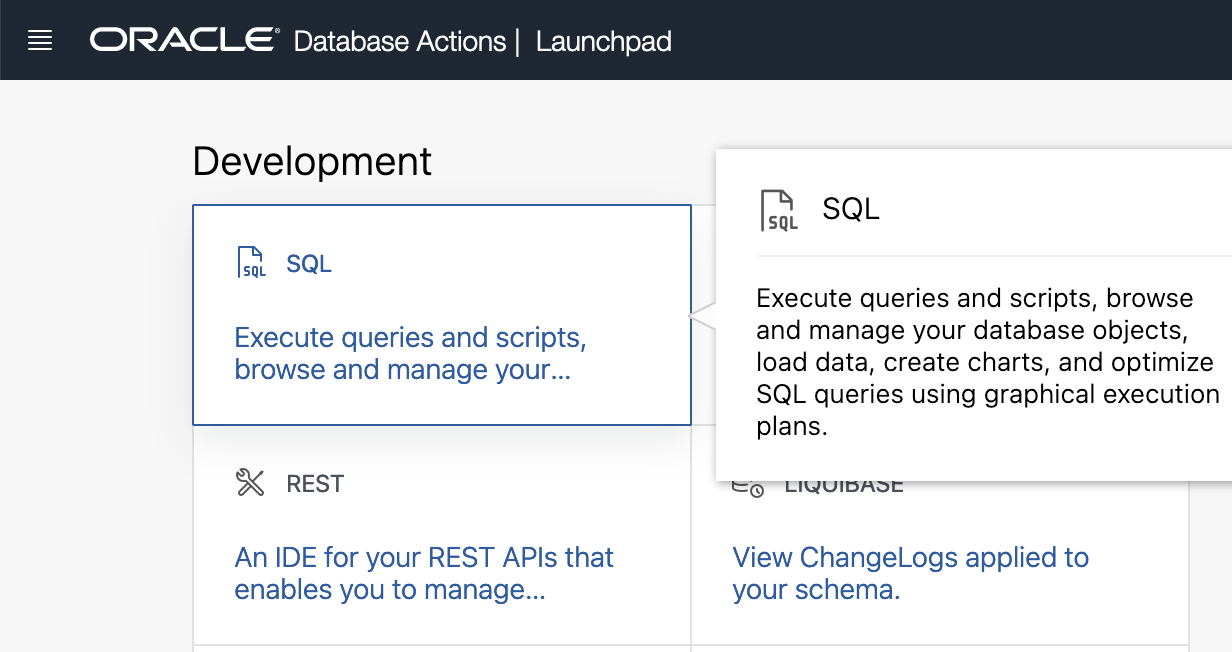 ORACLE® Database Actions | Launchpad
Development
SQL
SQL
Execute queries and scripts,
browse and manage your...
SQL
SQL
Execute queries and scripts, browse
and manage your database objects,
load data, create charts, and optimize
SQL queries using graphical execution
plans.
REST
An IDE for your REST APIs that
enables you to manage...
LIQUIBASE
View ChangeLogs applied to
your schema.